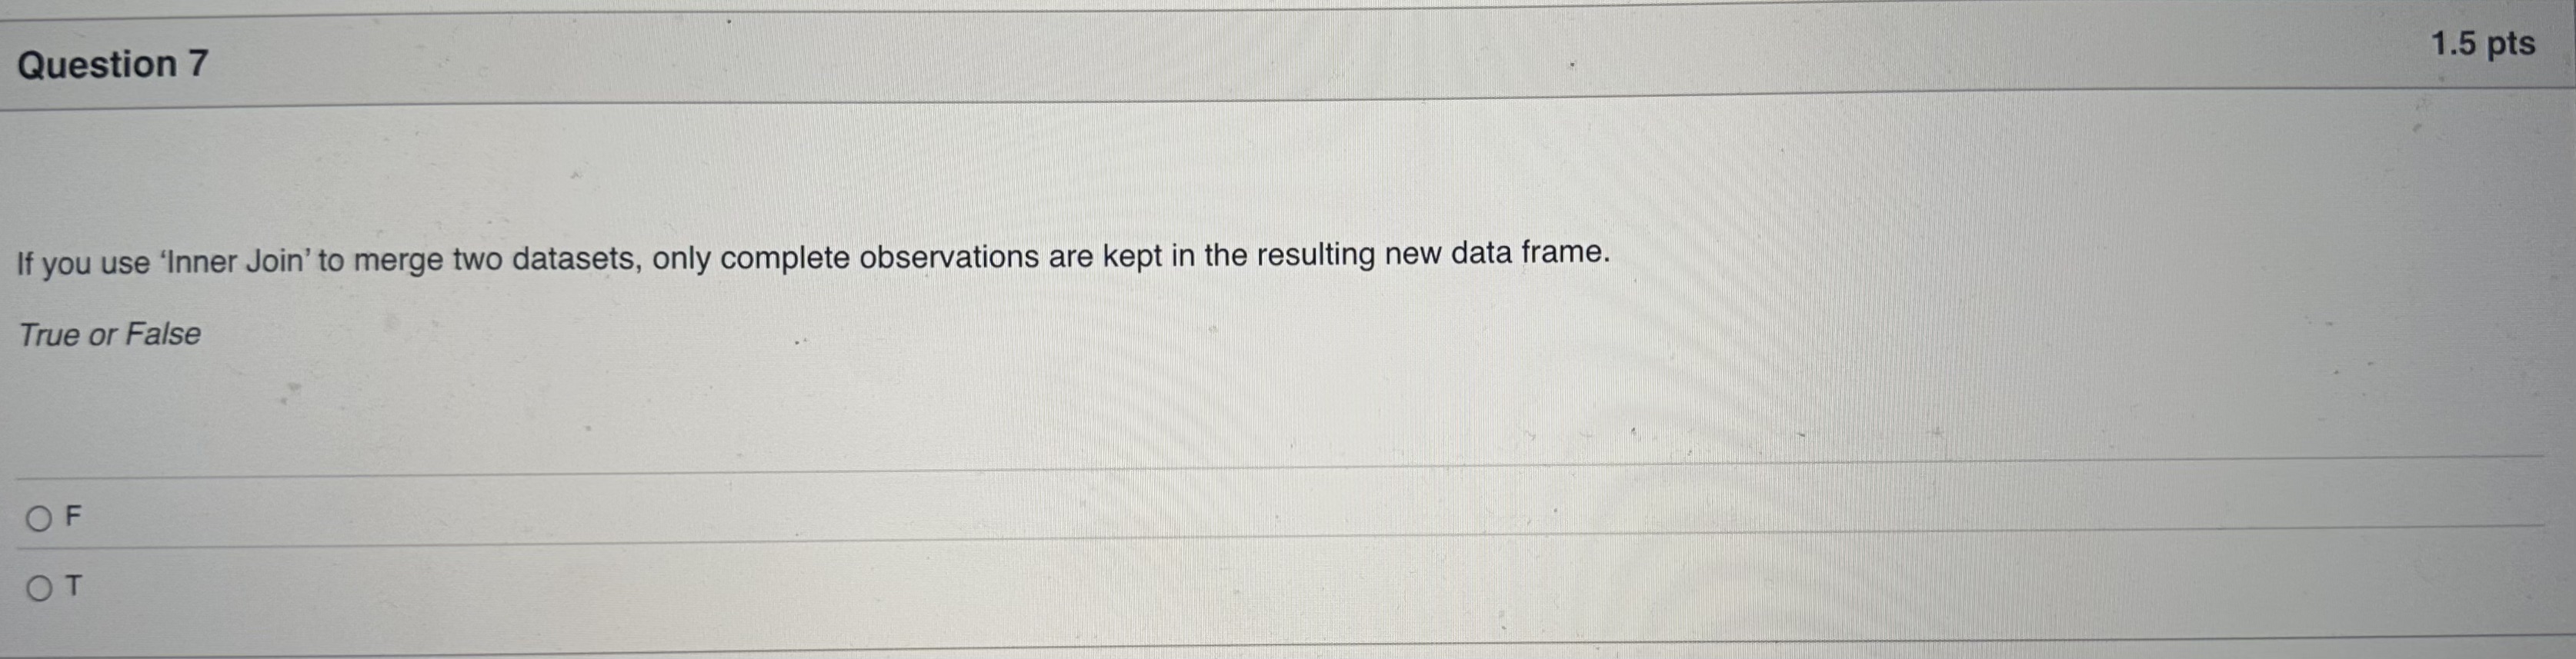 Question 7
1.5 pts
If you use ‘Inner Join’ to merge two datasets, only complete observations are kept in the resulting new data frame.
True or False
F
T